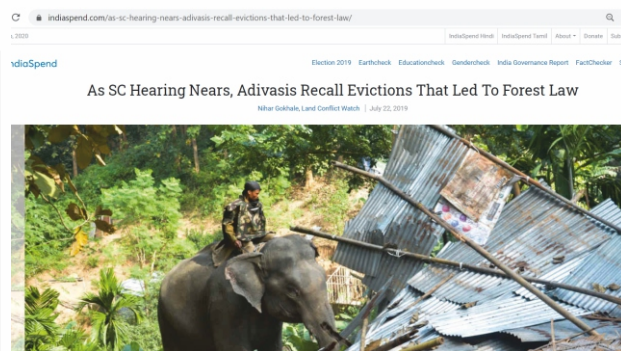 indiaspend.com/as-sc-hearing-nears-adivasis-recall-evictions-that-led-to-forest-law/
, 2020 IndiaSpend Hindi IndiaSpend Tamil About Donate
ndiaSpend Election 2019 Earthcheck Educationcheck Gendercheck India Governance Report FactChecker
As SC Hearing Nears, Adivasis Recall Evictions That Led To Forest Law
Nihar Gokhale, Land Conflict Watch | July 22, 2019